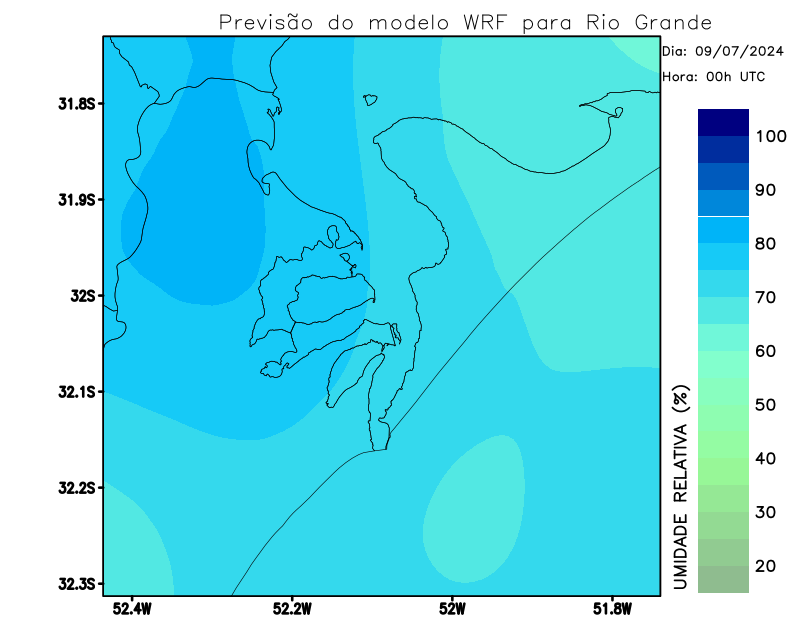 Previsão do modelo WRF para Rio Grande
Dia: 09/07/2024
Hora: 00h UTC
31.8S
31.9S
32S
32.1S
32.2S
32.3S
52.4W
52.2W
52W
51.8W
100
90
80
70
60
50
40
30
20
UMIDADE RELATIVA (%)